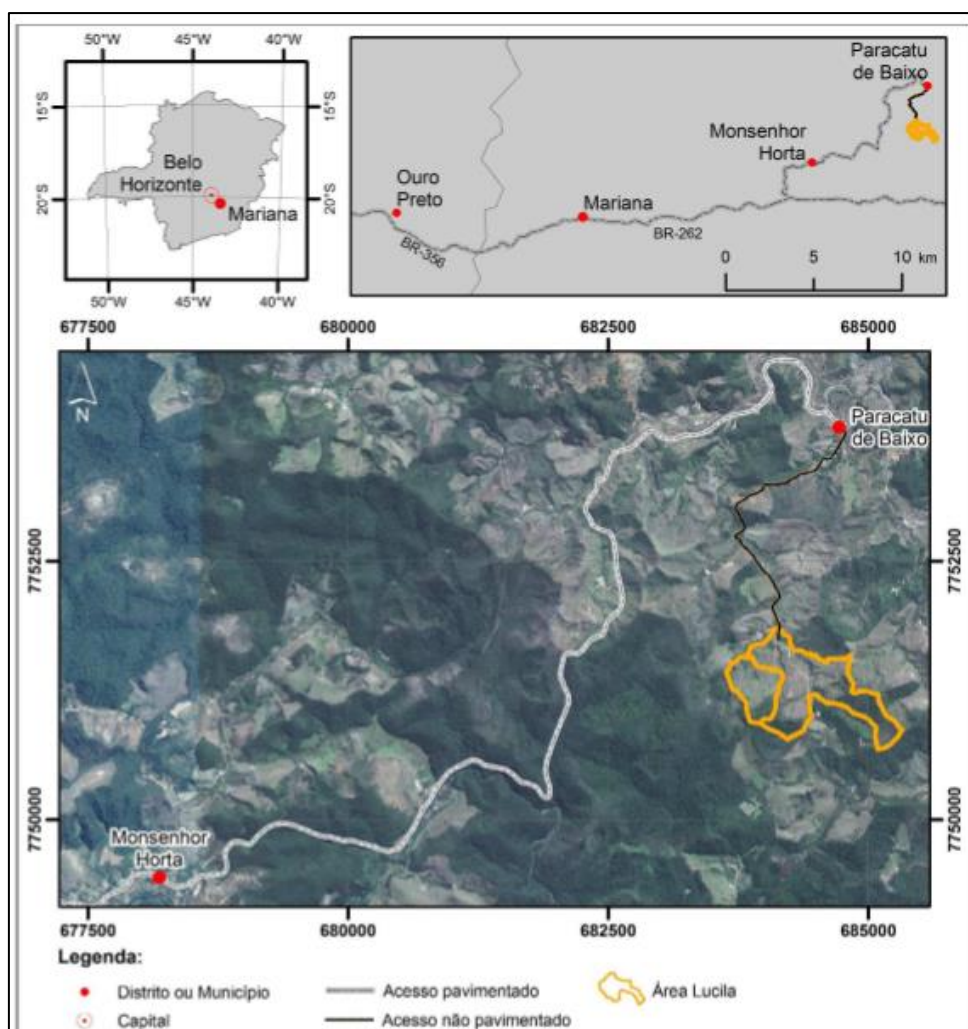 50°W 45°W 40°W
15°S 15°S
Belo
Horizonte
20°S 20°S
Mariana
50°W 45°W 40°W
Paracatu
de Baixo
Monsenhor
Horta
Ouro
Preto
Mariana
BR-356
BR-262
0 5 10 km
677500 680000 682500 685000
N
Paracatu
de Baixo
7752500 7752500
7750000 7750000
Monsenhor
Horta
677500 680000 682500 685000
Legenda:
Distrito ou Município
Acesso pavimentado
Área Lucila
Capital
Acesso não pavimentado